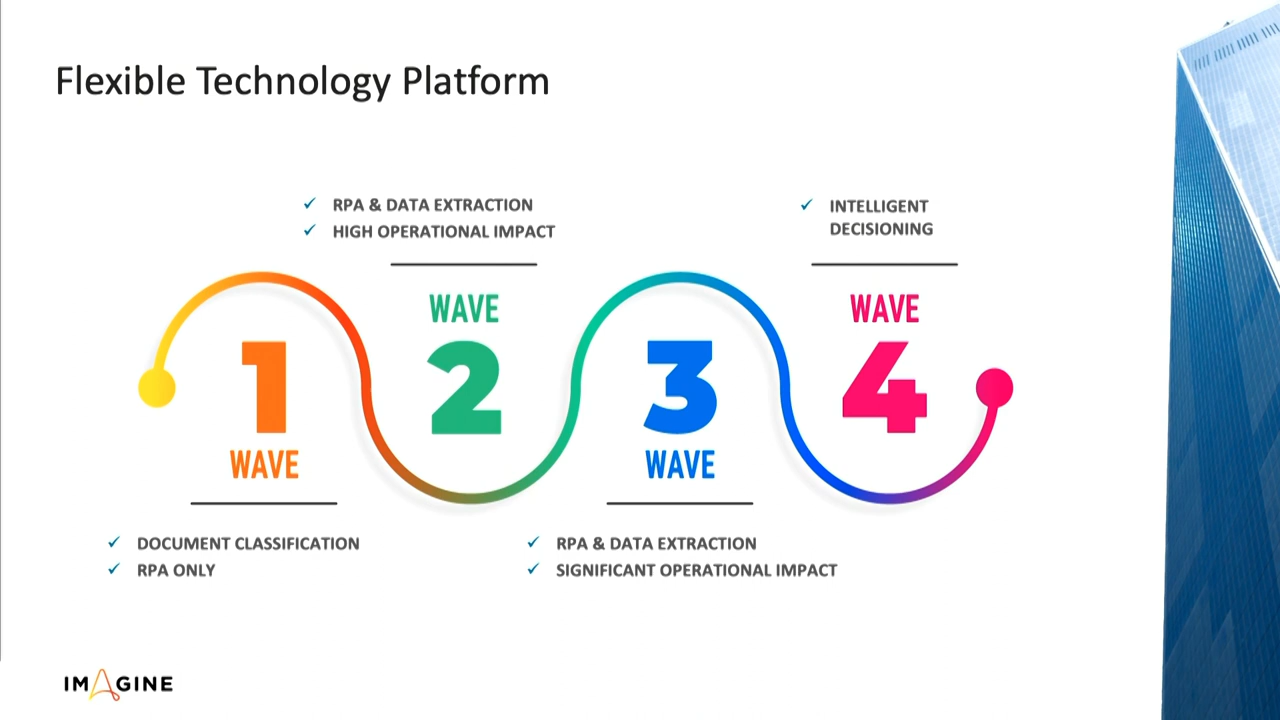 Flexible Technology Platform
RPA & DATA EXTRACTION
HIGH OPERATIONAL IMPACT
INTELLIGENT
DECISIONING
1
WAVE
WAVE
2
3
WAVE
WAVE
4
DOCUMENT CLASSIFICATION
RPA ONLY
RPA & DATA EXTRACTION
SIGNIFICANT OPERATIONAL IMPACT
IMAGINE